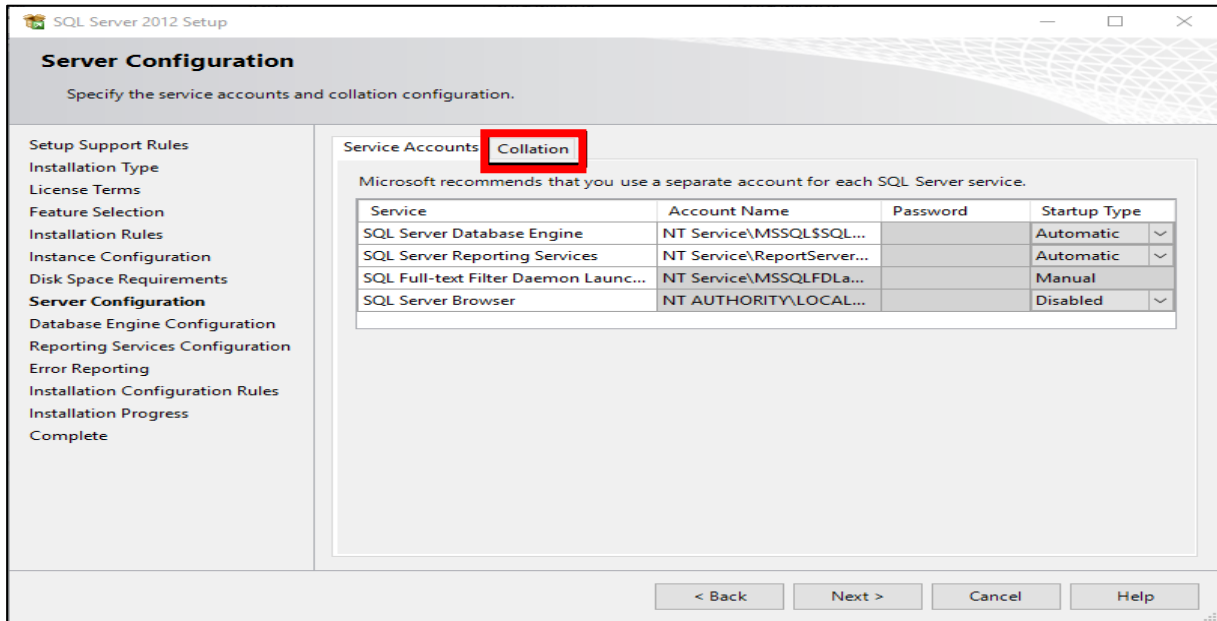 SQL Server 2012 Setup
Server Configuration
Specify the service accounts and collation configuration.
Setup Support Rules
Installation Type
License Terms
Feature Selection
Installation Rules
Instance Configuration
Disk Space Requirements
Server Configuration
Database Engine Configuration
Reporting Services Configuration
Error Reporting
Installation Configuration Rules
Installation Progress
Complete
Service Accounts Collation
Microsoft recommends that you use a separate account for each SQL Server service.
Service Account Name Password Startup Type
SQL Server Database Engine NT Service\MSSQL$SQL... Automatic
SQL Server Reporting Services NT Service\ReportServer... Automatic
SQL Full-text Filter Daemon Launc... NT Service\MSSQLFDLa... Manual
SQL Server Browser NT AUTHORITY\LOCAL... Disabled
< Back Next > Cancel Help